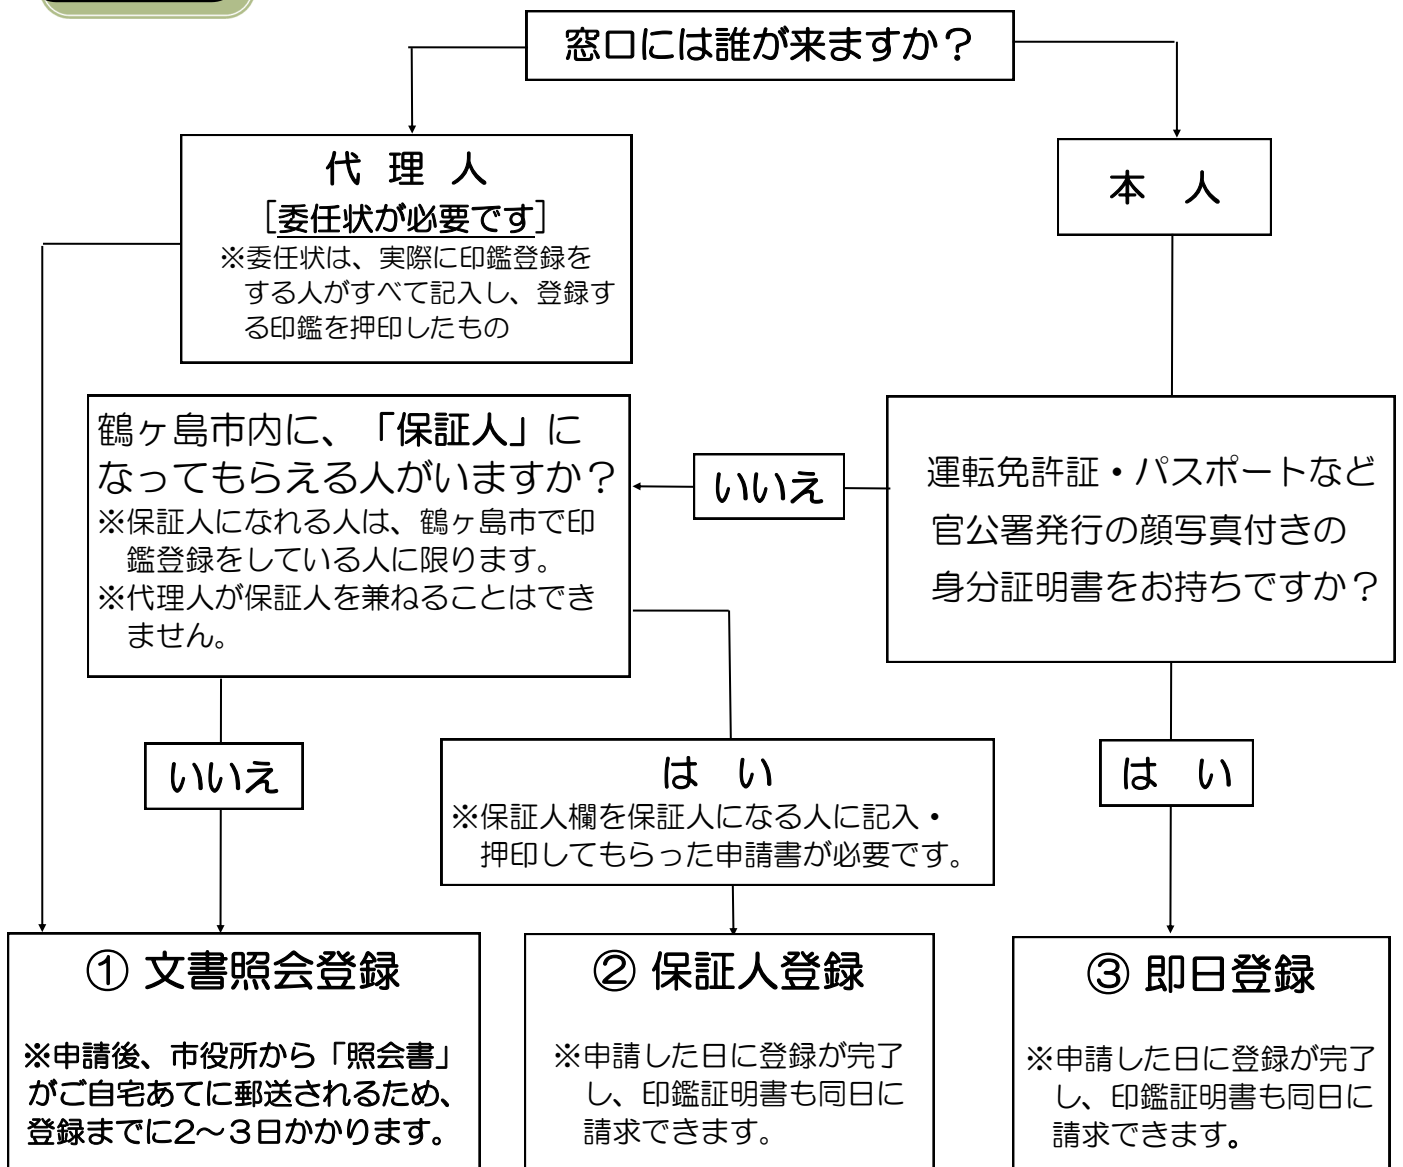 窓口には誰が来ますか？
代 理 人
[委任状が必要です]
※委任状は、実際に印鑑登録を
する人がすべて記入し、登録す
る印鑑を押印したもの
本 人
鶴ヶ島市内に、「保証人」に
なってもらえる人がいますか？
※保証人になれる人は、鶴ヶ島市で印
鑑登録をしている人に限ります。
※代理人が保証人を兼ねることはでき
ません。
いいえ
運転免許証・パスポートなど
官公署発行の顔写真付きの
身分証明書をお持ちですか？
いいえ
は い
※保証人欄を保証人になる人に記入・
押印してもらった申請書が必要です。
は い
① 文書照会登録
※申請後、市役所から「照会書」
がご自宅あてに郵送されるため、
登録までに2～3日かかります。
② 保証人登録
※申請した日に登録が完了
し、印鑑証明書も同日に
請求できます。
③ 即日登録
※申請した日に登録が完了
し、印鑑証明書も同日に
請求できます。